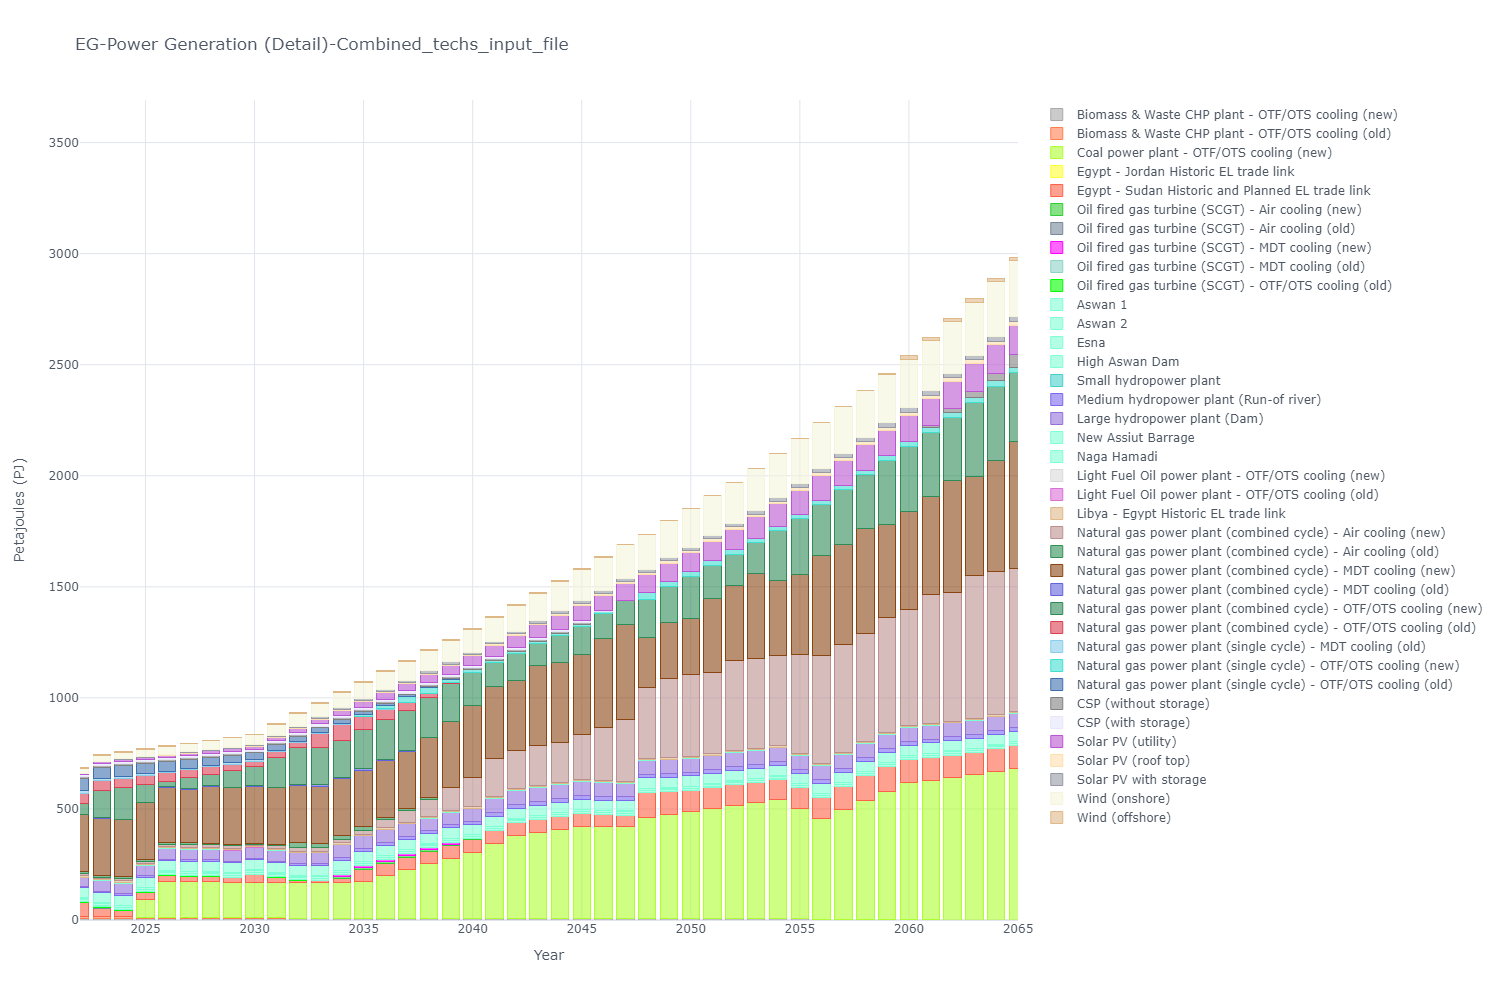 EG-Power Generation (Detail)-Combined_techs_input_file
3500
3000
2500
2000
1500
1000
500
0
Petajoules (PJ)
2025
2030
2035
2040
2045
2050
2055
2060
2065
Year
Biomass & Waste CHP plant - OTF/OTS cooling (new)
Biomass & Waste CHP plant - OTF/OTS cooling (old)
Coal power plant - OTF/OTS cooling (new)
Egypt - Jordan Historic EL trade link
Egypt - Sudan Historic and Planned EL trade link
Oil fired gas turbine (SCGT) - Air cooling (new)
Oil fired gas turbine (SCGT) - Air cooling (old)
Oil fired gas turbine (SCGT) - MDT cooling (new)
Oil fired gas turbine (SCGT) - MDT cooling (old)
Oil fired gas turbine (SCGT) - OTF/OTS cooling (old)
Aswan 1
Aswan 2
Esna
High Aswan Dam
Small hydropower plant
Medium hydropower plant (Run-of river)
Large hydropower plant (Dam)
New Assiut Barrage
Naga Hamadi
Light Fuel Oil power plant - OTF/OTS cooling (new)
Light Fuel Oil power plant - OTF/OTS cooling (old)
Libya - Egypt Historic EL trade link
Natural gas power plant (combined cycle) - Air cooling (new)
Natural gas power plant (combined cycle) - Air cooling (old)
Natural gas power plant (combined cycle) - MDT cooling (new)
Natural gas power plant (combined cycle) - MDT cooling (old)
Natural gas power plant (combined cycle) - OTF/OTS cooling (new)
Natural gas power plant (combined cycle) - OTF/OTS cooling (old)
Natural gas power plant (single cycle) - MDT cooling (old)
Natural gas power plant (single cycle) - OTF/OTS cooling (new)
Natural gas power plant (single cycle) - OTF/OTS cooling (old)
CSP (without storage)
CSP (with storage)
Solar PV (utility)
Solar PV (roof top)
Solar PV with storage
Wind (onshore)
Wind (offshore)